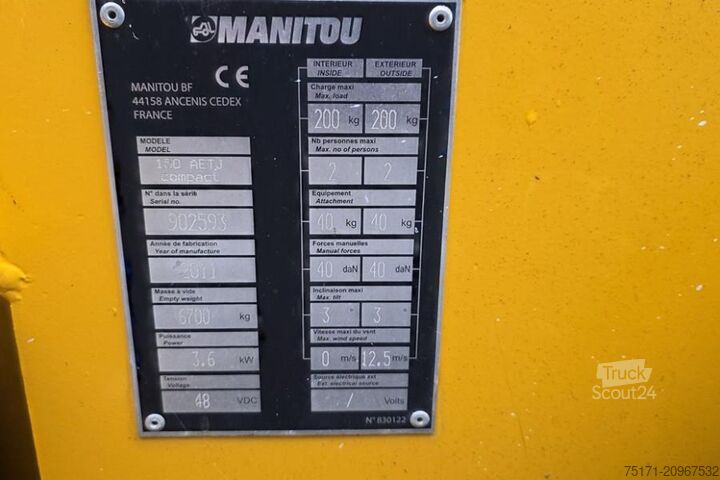 MANITOU
MANITOU BF
44158 ANCENIS CEDEX
FRANCE
CE
MODELE
MODEL
150 AETJ
compact
N° dans la série
Serial no.
902593
Année de fabrication
Year of manufacture
2011
Masse à vide
Empty weight
6700 kg
Puissance
Power
3.6 kW
Tension
Voltage
48 VDC
INTERIEUR EXTERIEUR
INSIDE OUTSIDE
Charge maxi
Max. load
200 kg 200 kg
Nb personnes maxi
Max. no of persons
2 2
Equipement
Attachment
40 kg 40 kg
Forces manuelles
Manual forces
40 daN 40 daN
Inclinaison maxi
Max. tilt
3 ° 3 °
Vitesse maxi du vent
Max. wind speed
0 m/s 12.5 m/s
Source électrique ext
Ext. electrical source
/ Volts
N° 830122
Truck
Scout24
75171-20967532